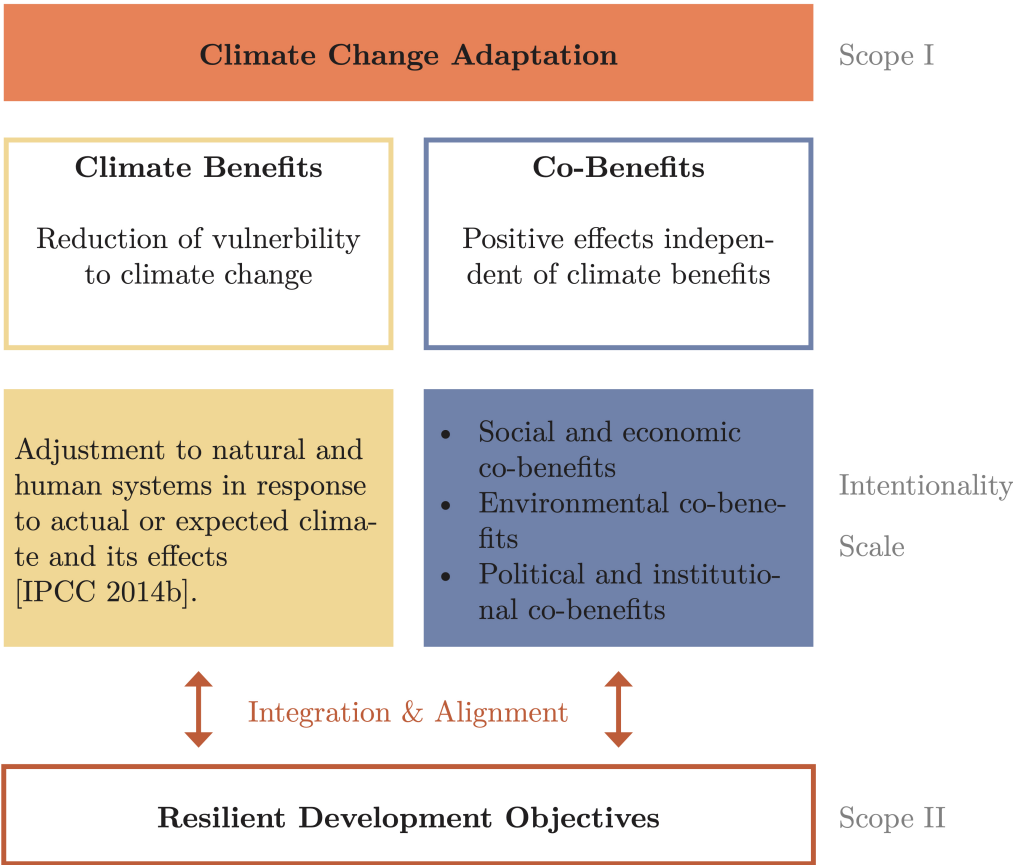 Climate Change Adaptation
Scope I
Climate Benefits
Reduction of vulnerbility
to climate change
Co-Benefits
Positive effects indepen-
dent of climate benefits
Adjustment to natural and
human systems in response
to actual or expected clima-
te and its effects
[IPCC 2014b].
• Social and economic
co-benefits
• Environmental co-bene-
fits
• Political and institutio-
nal co-benefits
Intentionality
Scale
Integration & Alignment
Resilient Development Objectives
Scope II